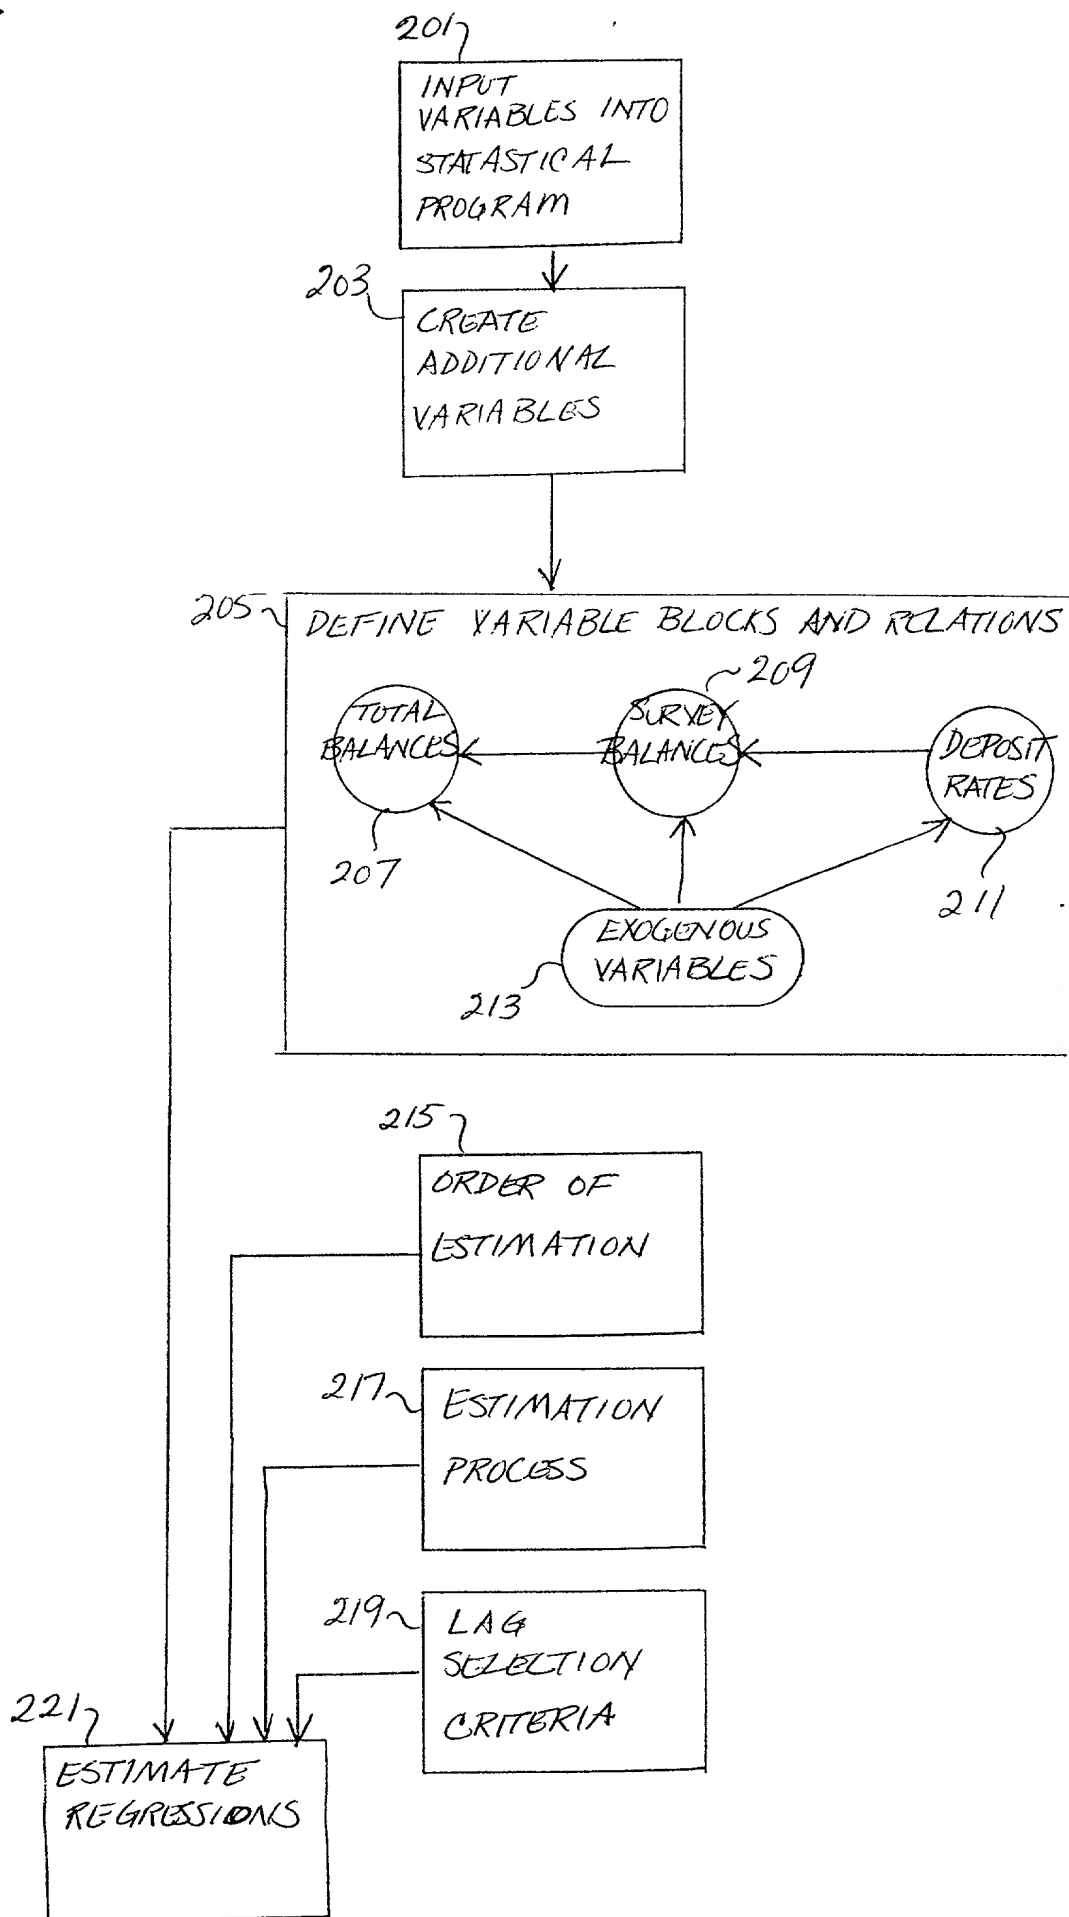 201
INPUT
VARIABLES INTO
STATASTICAL
PROGRAM
203
CREATE
ADDITIONAL
VARIABLES
205
DEFINE VARIABLE BLOCKS AND RELATIONS
209
TOTAL
BALANCES
SURVEY
BALANCES
DEPOSIT
RATES
207
211
EXOGENOUS
VARIABLES
213
215
ORDER OF
ESTIMATION
217
ESTIMATION
PROCESS
219
LAG
SELECTION
CRITERIA
221
ESTIMATE
REGRESSIONS